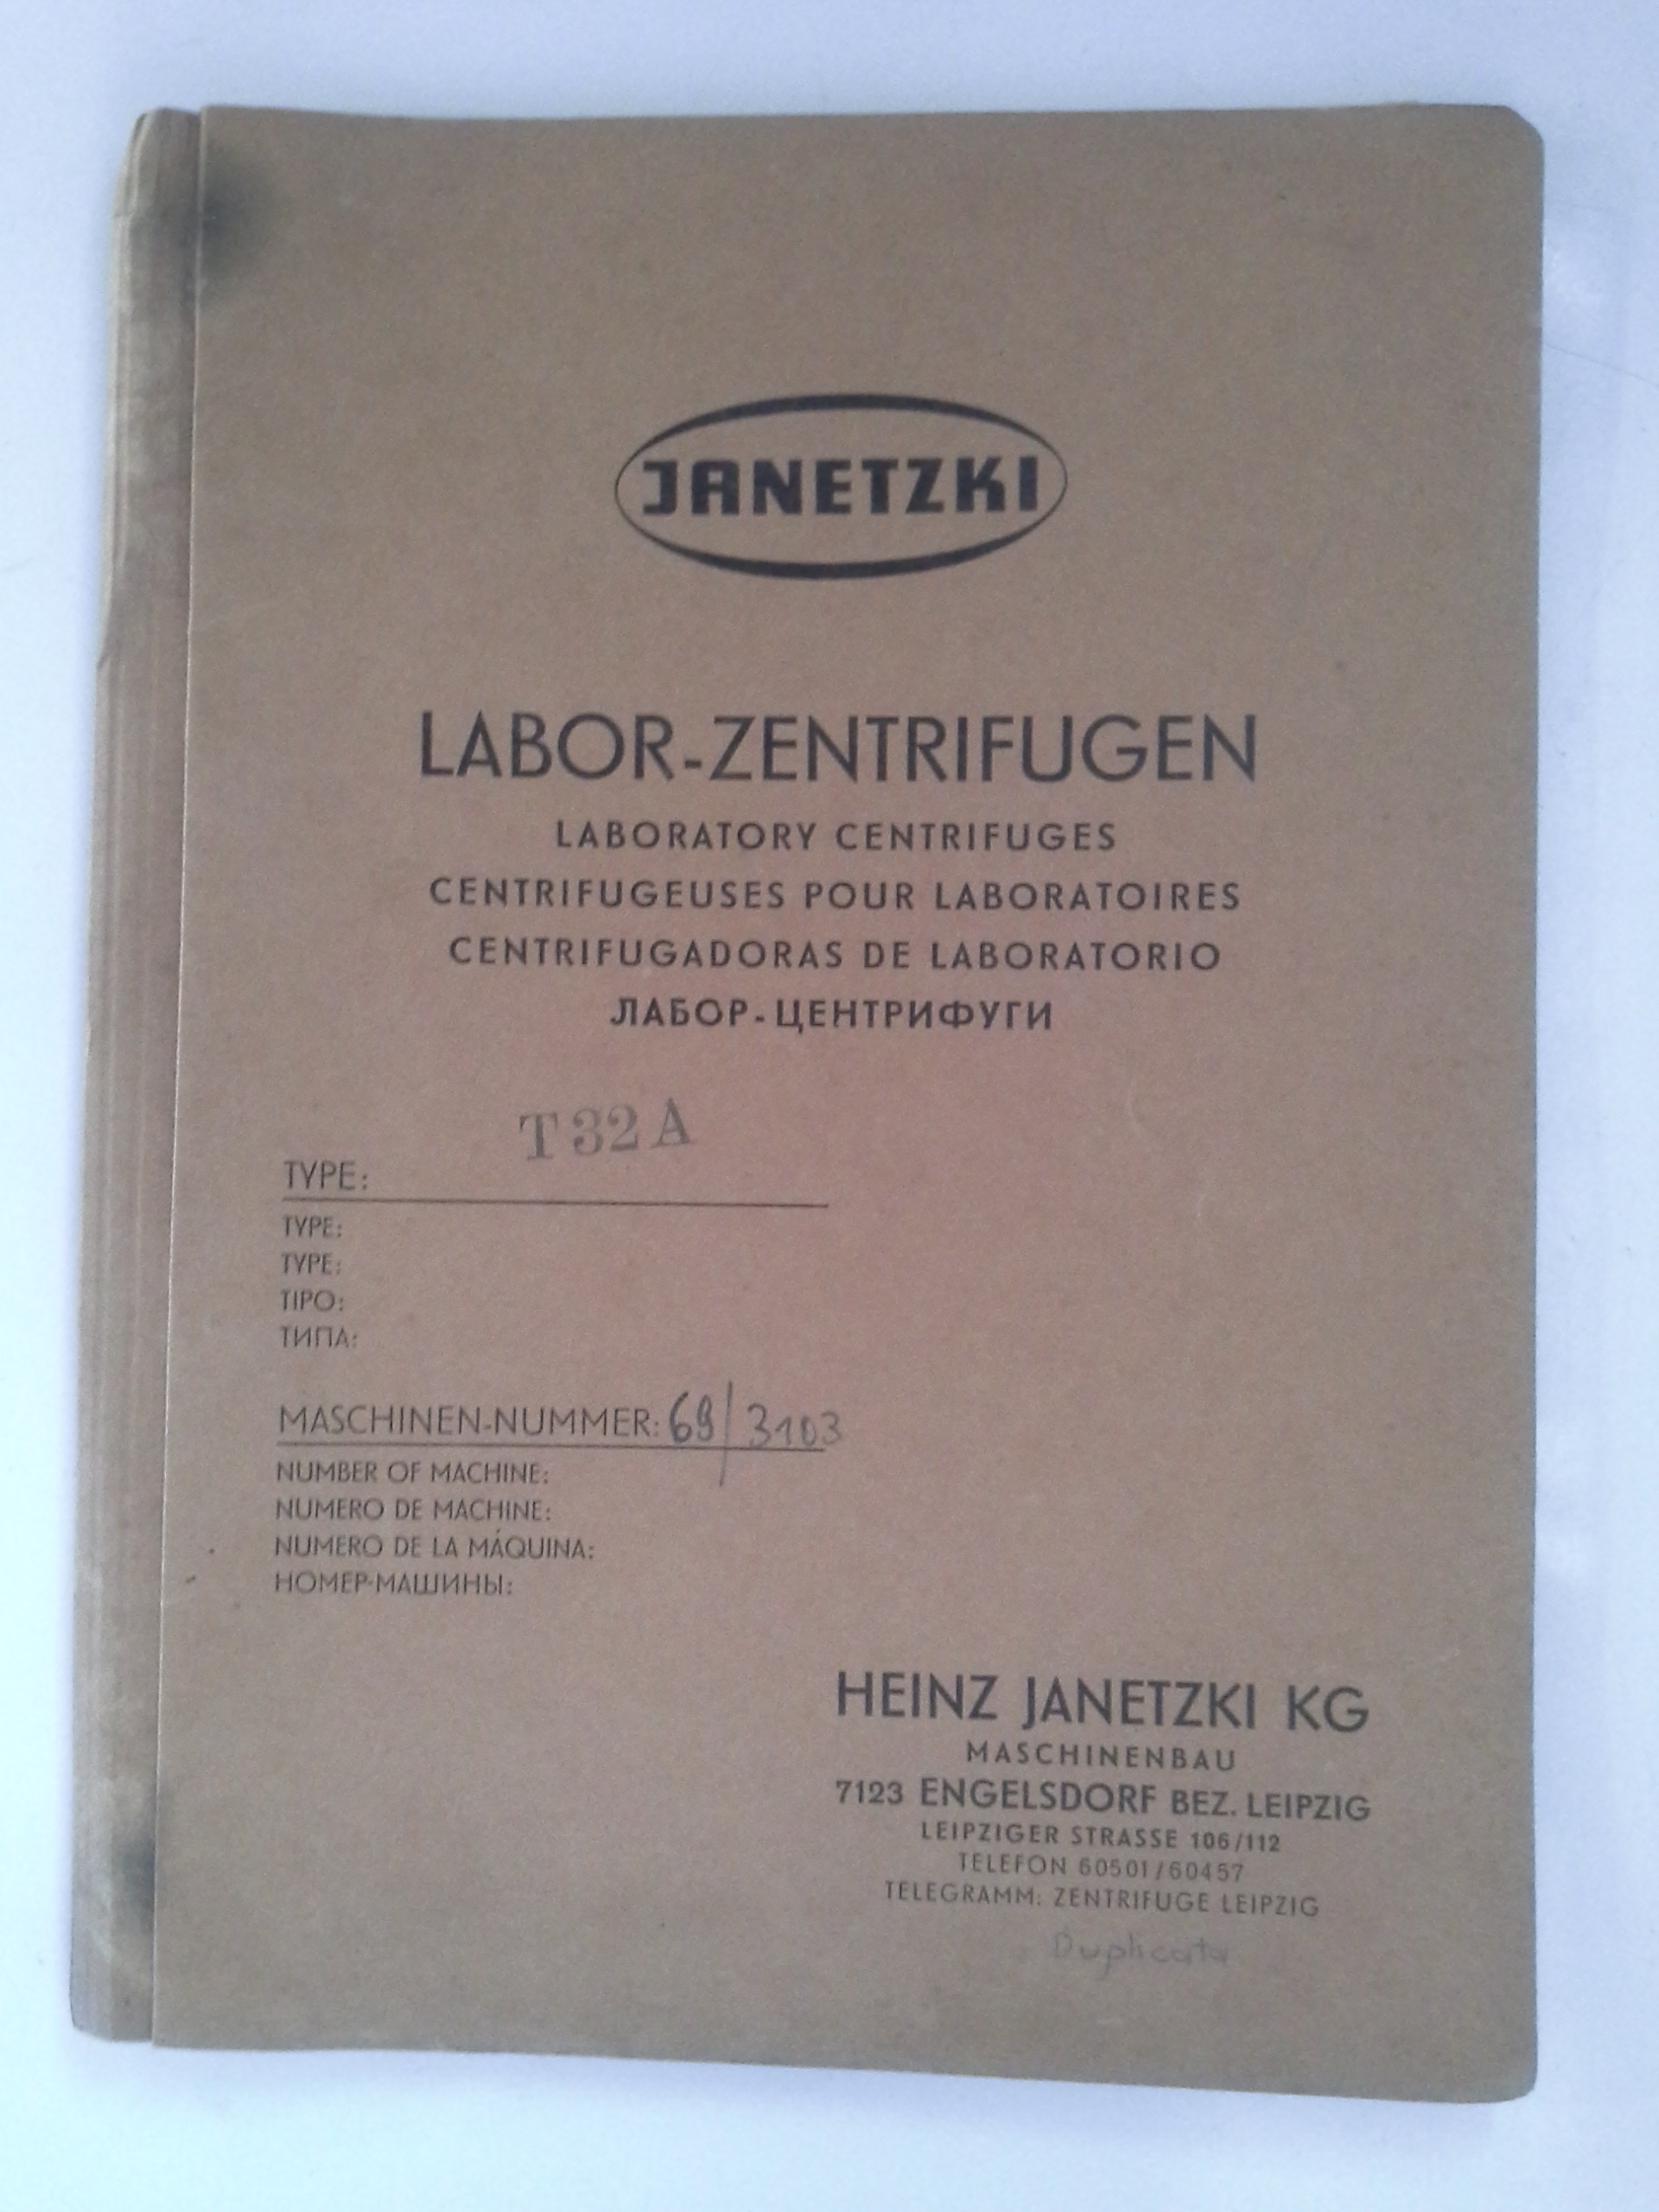 JANETZKI
LABOR-ZENTRIFUGEN
LABORATORY CENTRIFUGES
CENTRIFUGEUSES POUR LABORATOIRES
CENTRIFUGADORAS DE LABORATORIO
ЛАБОР-ЦЕНТРИФУГИ
T 32 A
TYPE:
TYPE:
TYPE:
TIPO:
ТИПА:
MASCHINEN-NUMMER: 69/3103
NUMBER OF MACHINE:
NUMERO DE MACHINE:
NUMERO DE LA MÁQUINA:
НОМЕР-МАШИНЫ:
HEINZ JANETZKI KG
MASCHINENBAU
7123 ENGELSDORF BEZ. LEIPZIG
LEIPZIGER STRASSE 106/112
TELEFON 60501/60457
TELEGRAMM: ZENTRIFUGE LEIPZIG
Duplicata